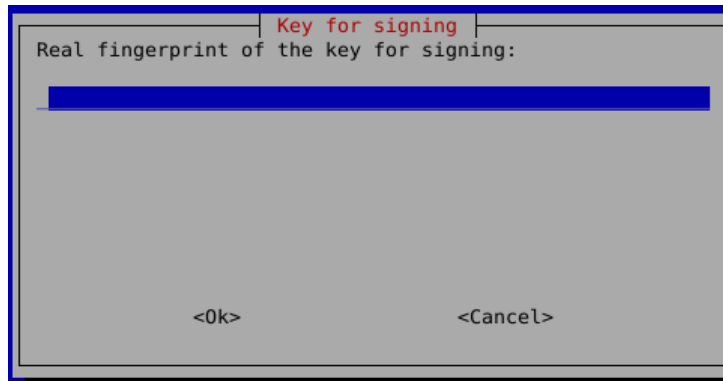 Key for signing
Real fingerprint of the key for signing:
<Ok> <Cancel>